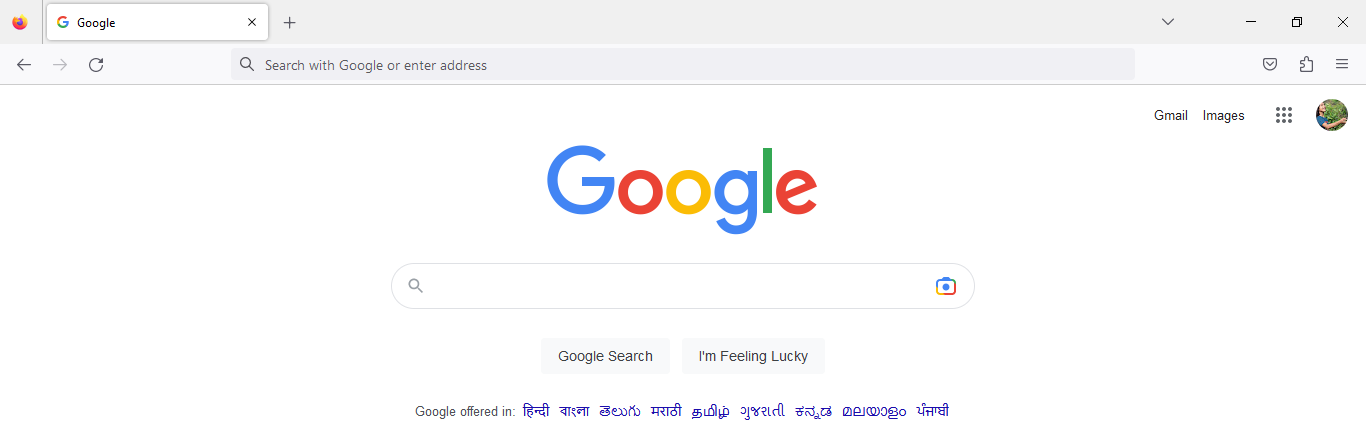 Google
Search with Google or enter address
Gmail Images
Google
Google Search I'm Feeling Lucky
Google offered in: हिन्दी বাংলা తెలుగు मराठी தமிழ் ગુજરાતી ಕನ್ನಡ മലയാളം ਪੰਜਾਬੀ